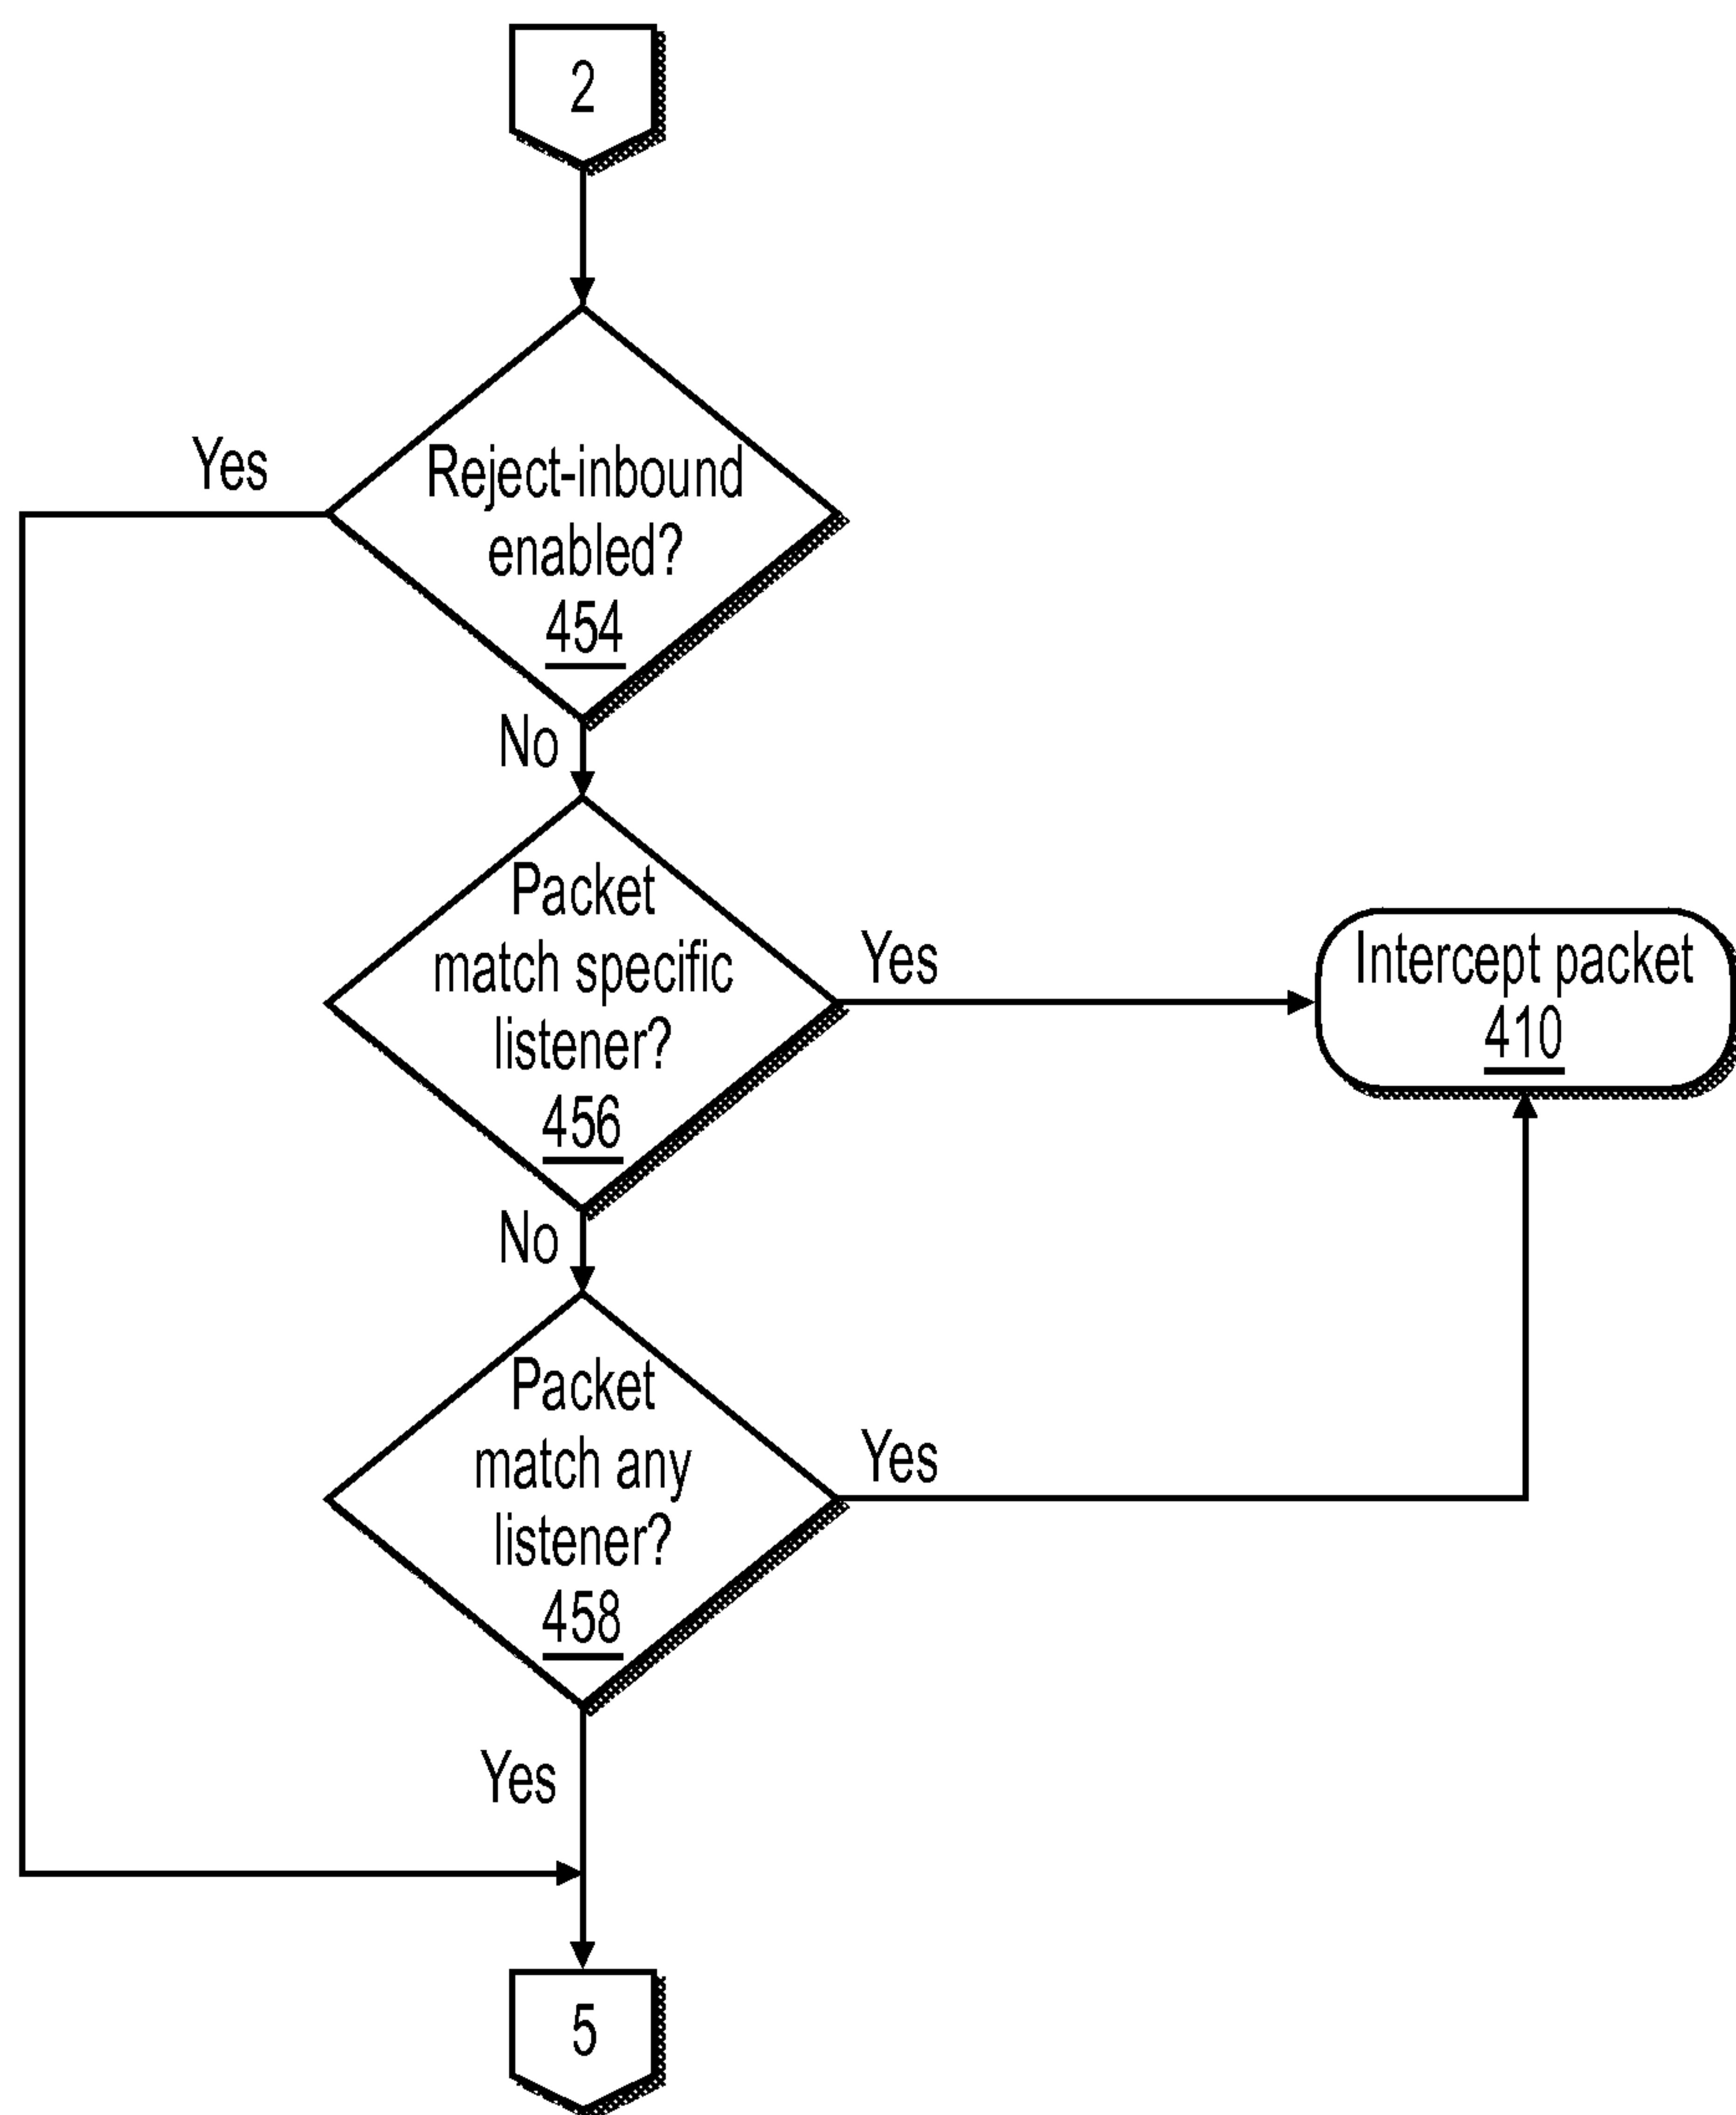 2
Yes
Reject-inbound
enabled?
454
No
Packet
match specific
listener?
456
Yes
Intercept packet
410
No
Packet
match any
listener?
458
Yes
Yes
5